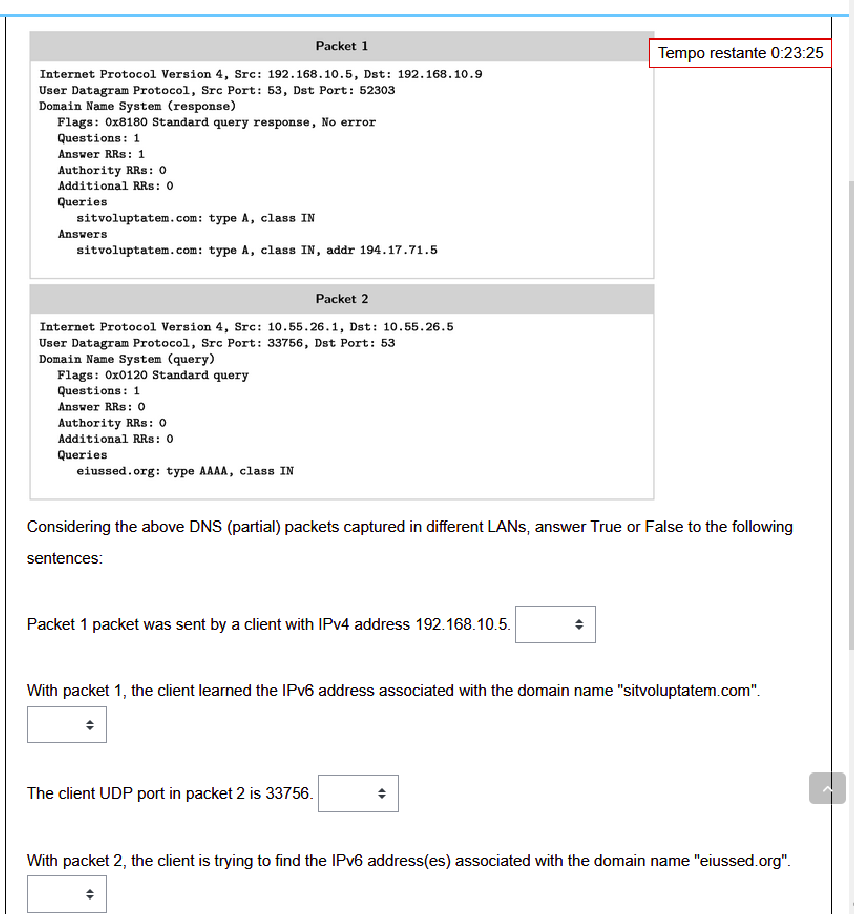 Packet 1
Tempo restante 0:23:25
Internet Protocol Version 4, Src: 192.168.10.5, Dst: 192.168.10.9
User Datagram Protocol, Src Port: 53, Dst Port: 52303
Domain Name System (response)
Flags: 0x8180 Standard query response, No error
Questions: 1
Answer RRs: 1
Authority RRs: 0
Additional RRs: 0
Queries
sitvoluptatem.com: type A, class IN
Answers
sitvoluptatem.com: type A, class IN, addr 194.17.71.5
Packet 2
Internet Protocol Version 4, Src: 10.55.26.1, Dst: 10.55.26.5
User Datagram Protocol, Src Port: 33756, Dst Port: 53
Domain Name System (query)
Flags: 0x0120 Standard query
Questions: 1
Answer RRs: 0
Authority RRs: 0
Additional RRs: 0
Queries
eiussed.org: type AAAA, class IN
Considering the above DNS (partial) packets captured in different LANs, answer True or False to the following
sentences:
Packet 1 packet was sent by a client with IPv4 address 192.168.10.5.
With packet 1, the client learned the IPv6 address associated with the domain name "sitvoluptatem.com".
The client UDP port in packet 2 is 33756.
With packet 2, the client is trying to find the IPv6 address(es) associated with the domain name "eiussed.org".